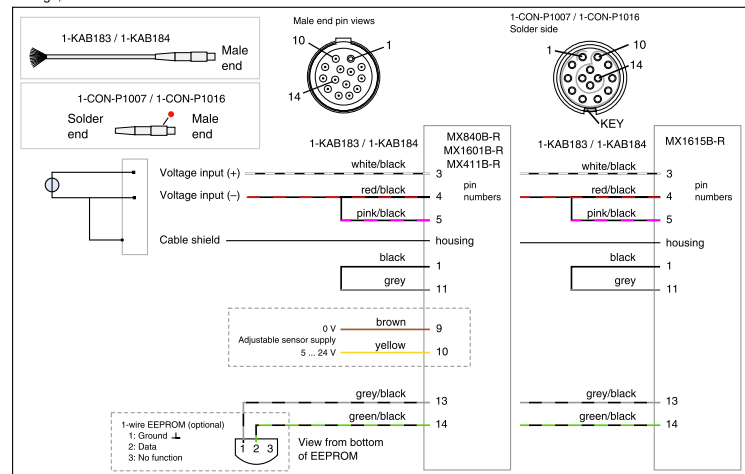 1-KAB183 / 1-KAB184
Male
end
1-CON-P1007 / 1-CON-P1016
Solder
end
Male
end
Male end pin views
10
1
14
1-CON-P1007 / 1-CON-P1016
Solder side
1
10
14
KEY
1-KAB183 / 1-KAB184
MX840B-R
MX1601B-R
MX411B-R
1-KAB183 / 1-KAB184
MX1615B-R
Voltage input (+)
white/black
3
white/black
3
Voltage input (–)
red/black
4
pin
numbers
red/black
4
pin
numbers
pink/black
5
pink/black
5
Cable shield
housing
housing
black
1
black
1
grey
11
grey
11
0 V
brown
9
Adjustable sensor supply
5 ... 24 V
yellow
10
grey/black
13
grey/black
13
green/black
14
green/black
14
1-wire EEPROM (optional)
1: Ground
2: Data
3: No function
1 2 3
View from bottom
of EEPROM